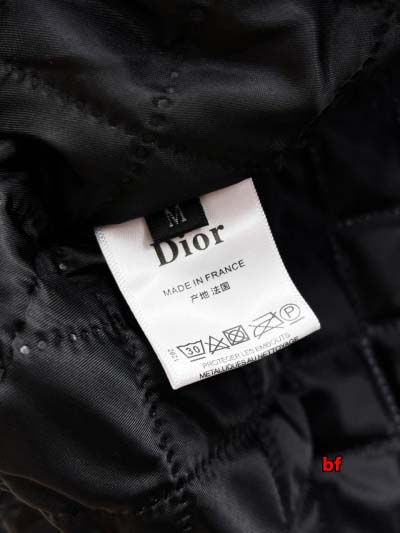 M
Dior
MADE IN FRANCE
产地 法国
30 P
PROTEGER LES EMBOUTS
METALLIQUES AU NETTOYAGE
bf